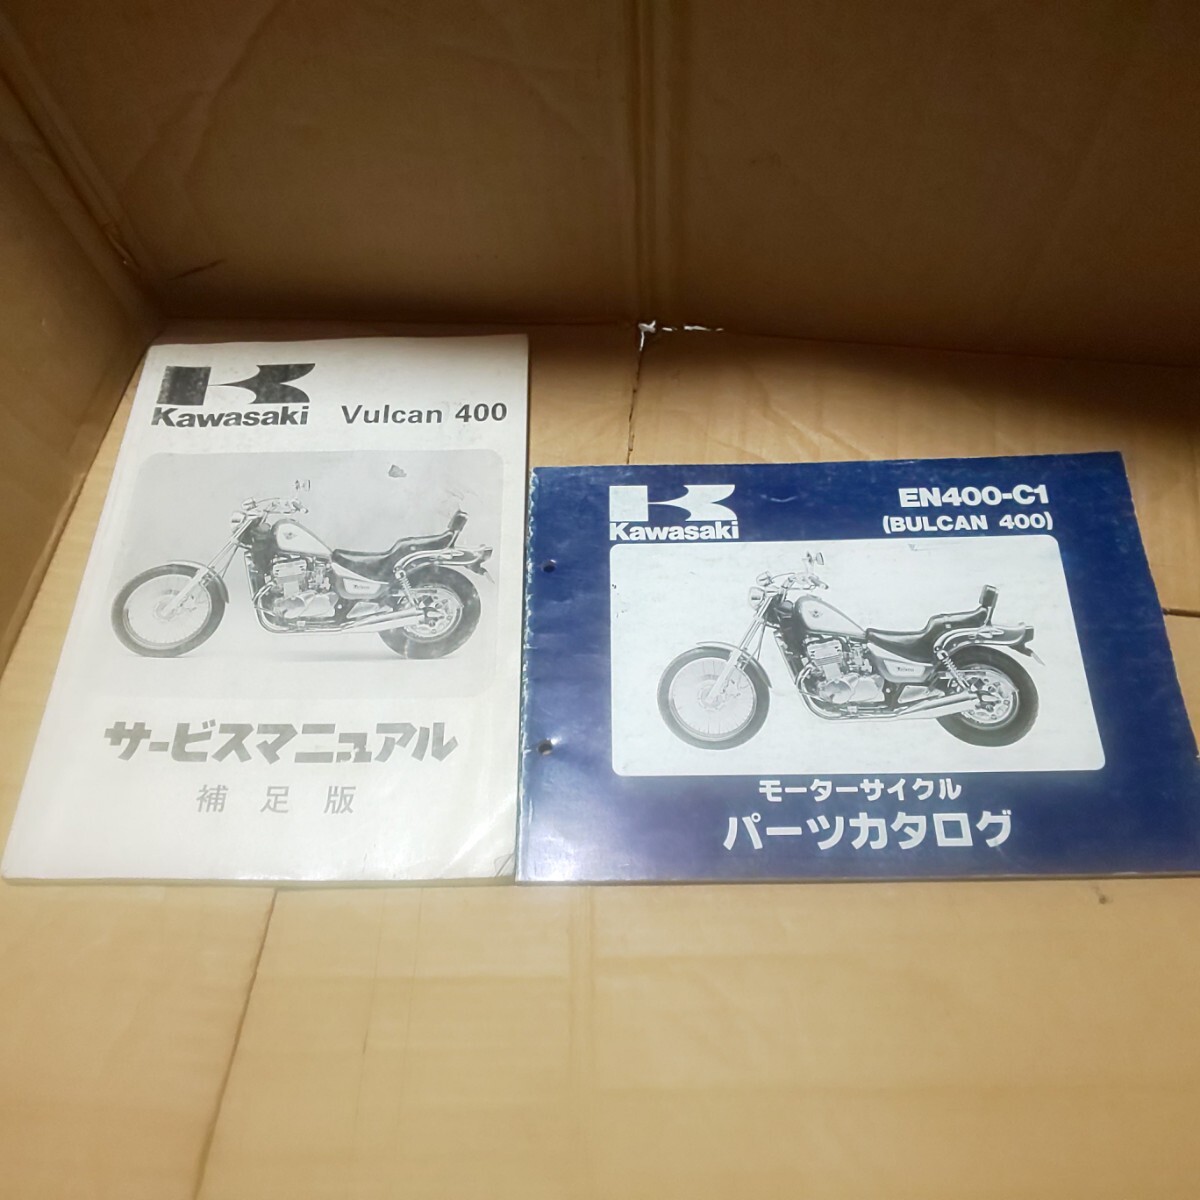 Kawasaki Vulcan 400
サービスマニュアル
補足版
Kawasaki
EN400-C1
(BULCAN 400)
モーターサイクル
パーツカタログ